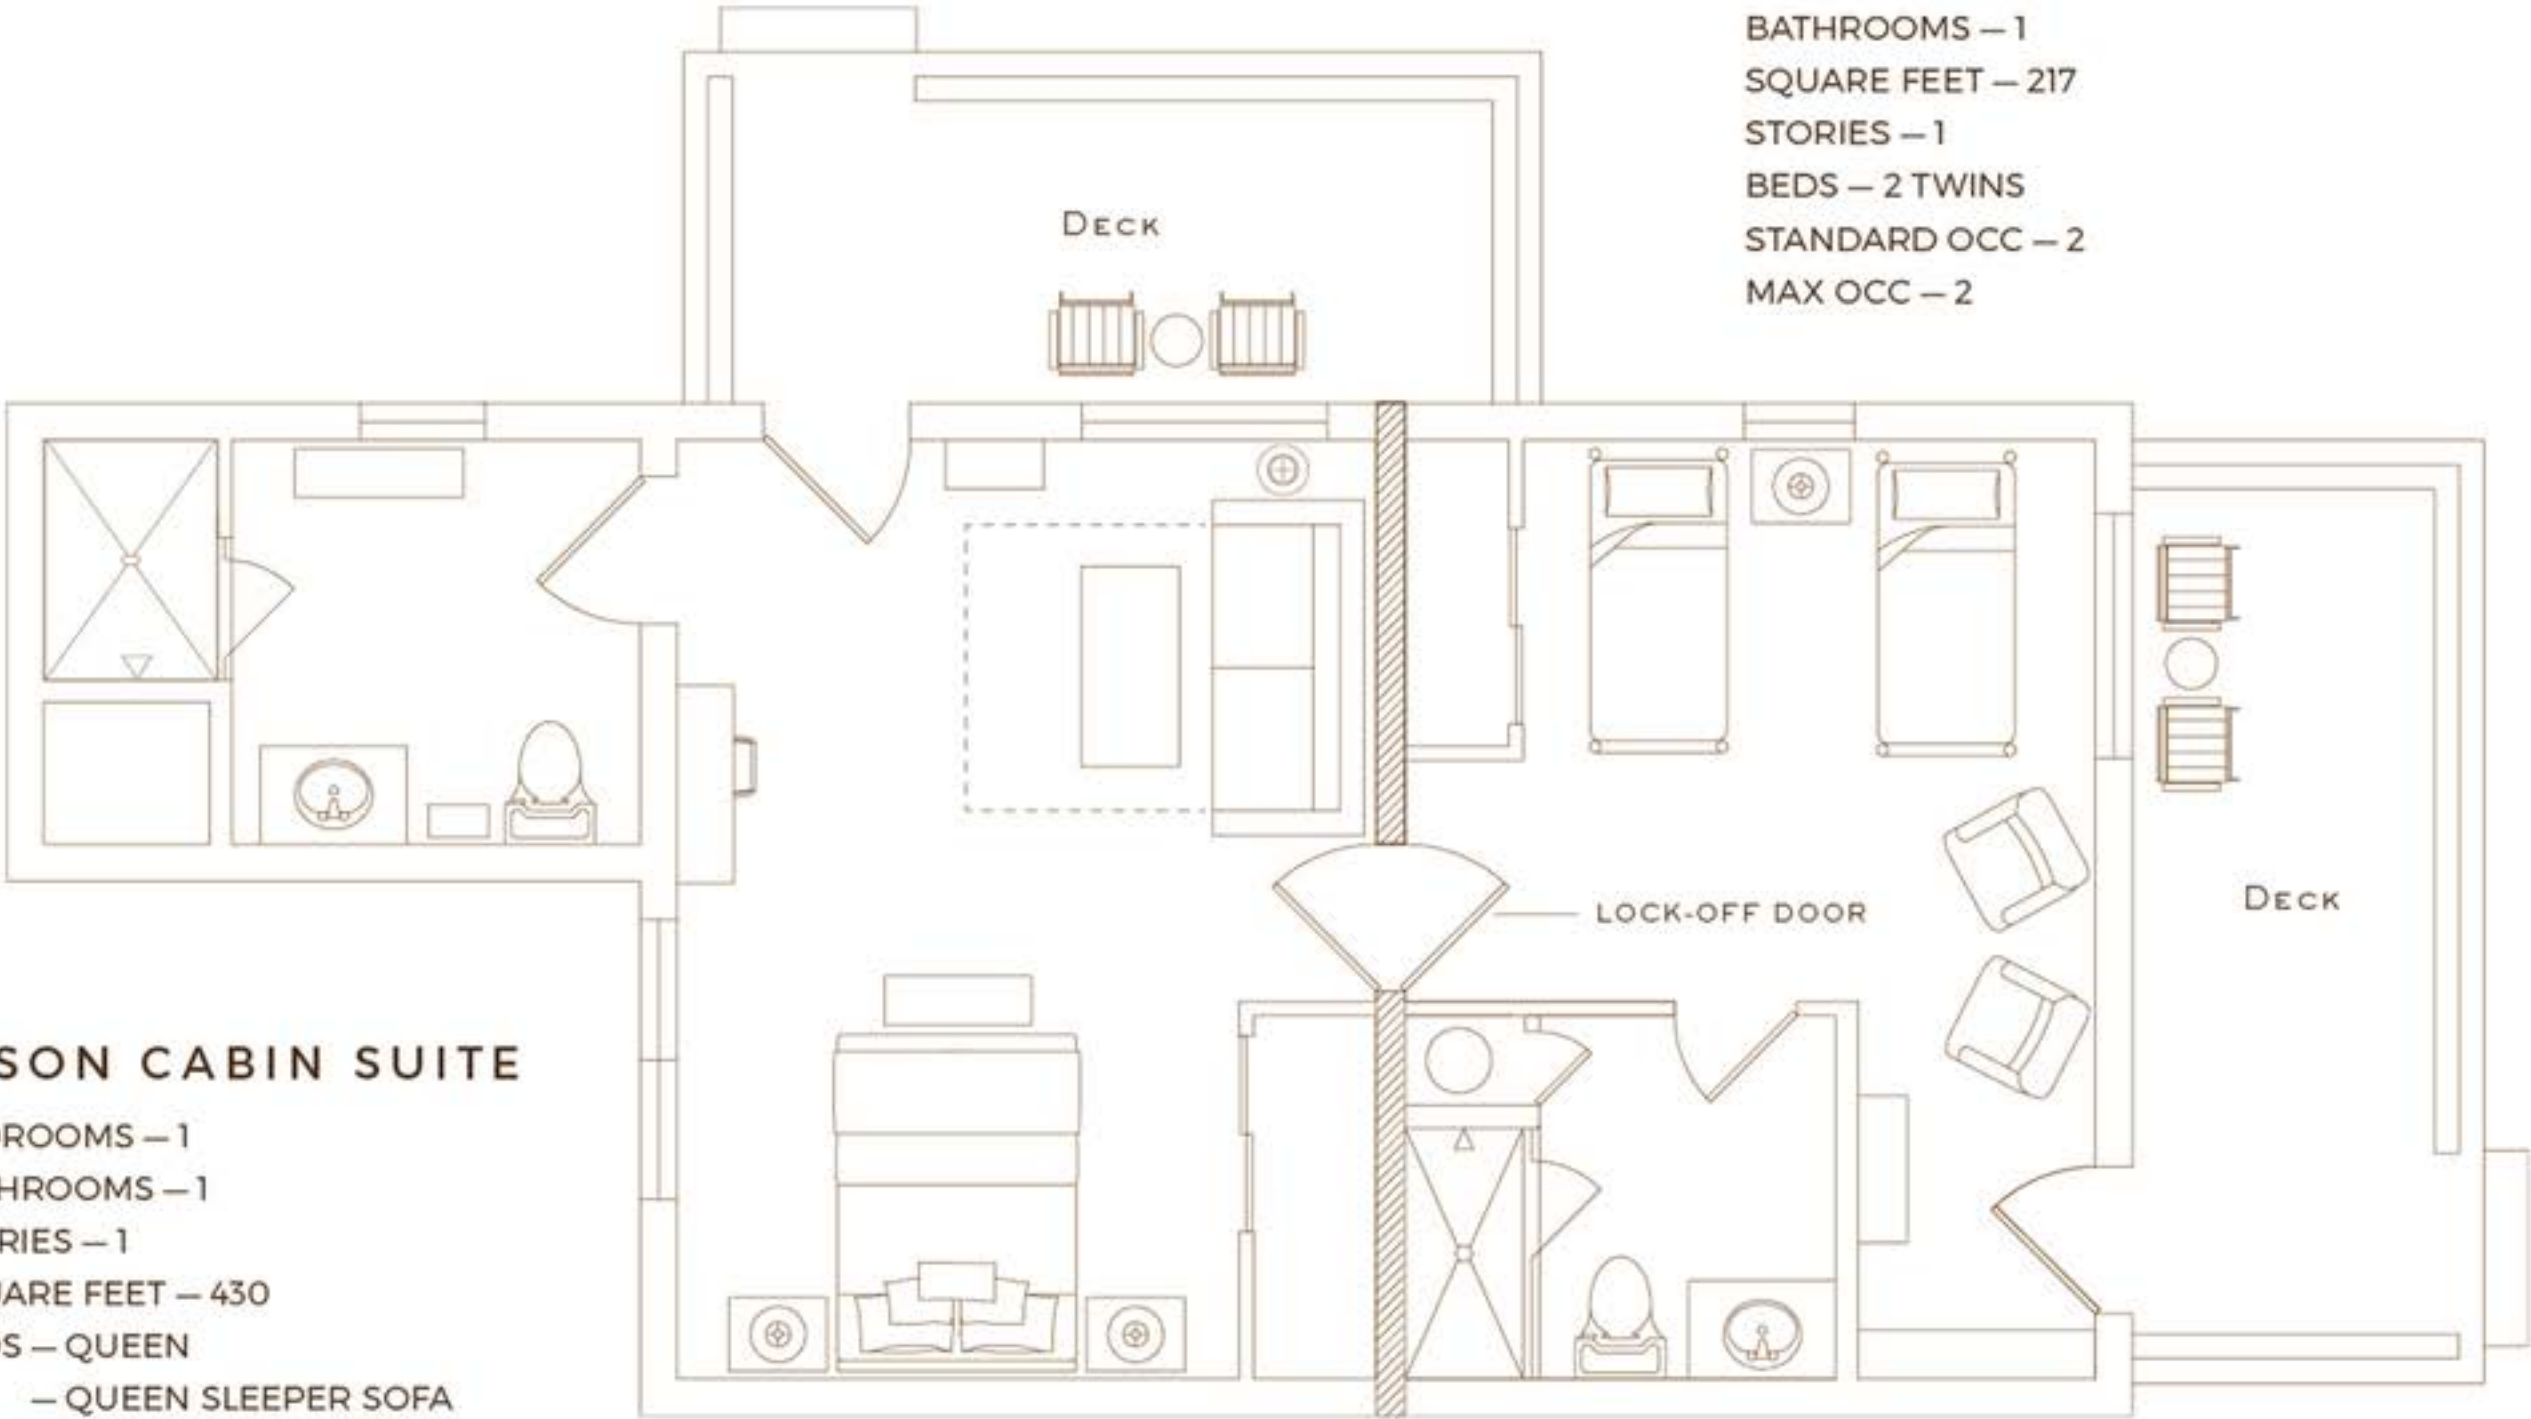 BATHROOMS — 1
SQUARE FEET — 217
STORIES — 1
BEDS — 2 TWINS
STANDARD OCC — 2
MAX OCC — 2
DECK
LOCK-OFF DOOR
DECK
SON CABIN SUITE
ROOMS — 1
HROOMS — 1
RIES — 1
ARE FEET — 430
S — QUEEN
— QUEEN SLEEPER SOFA